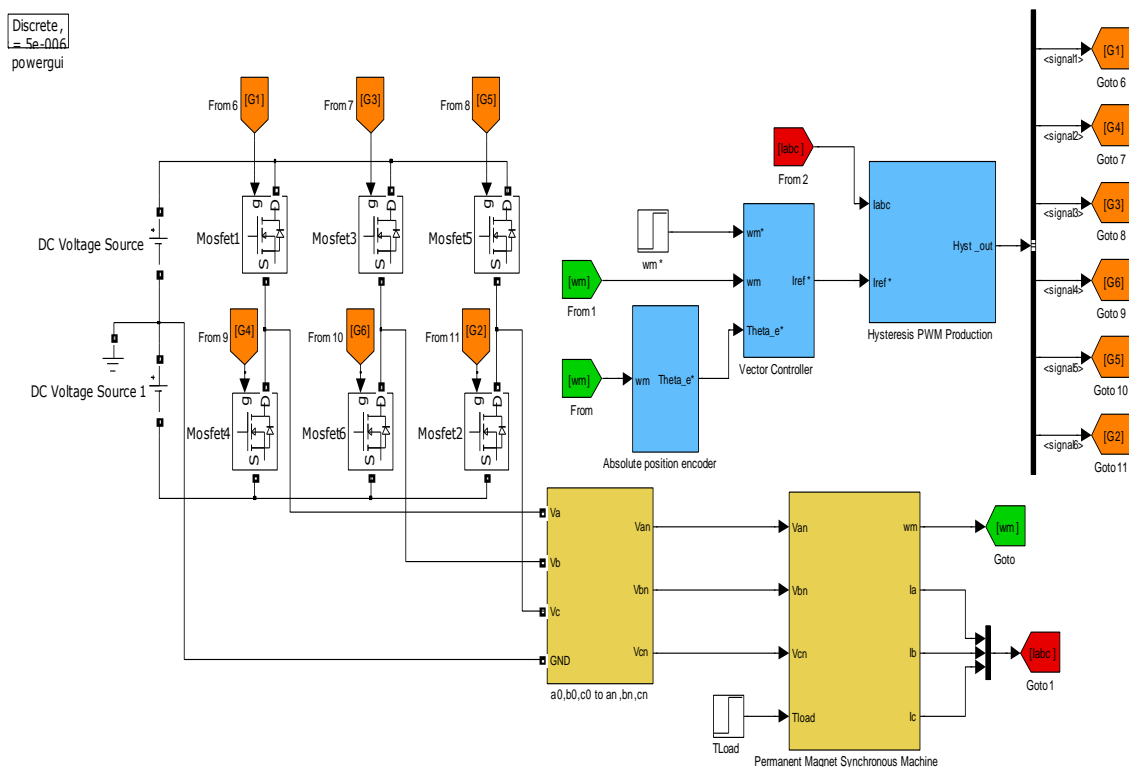 Discrete,
= 5e-006
powergui
From 6
[G1]
From 7
[G3]
From 8
[G5]
g
D
S
Mosfet1
g
D
S
Mosfet3
g
D
S
Mosfet5
DC Voltage Source
+
From 9
[G4]
From 10
[G6]
From 11
[G2]
DC Voltage Source 1
+
g
D
S
Mosfet4
g
D
S
Mosfet6
g
D
S
Mosfet2
[Iabc]
From 2
wm*
[wm]
From 1
[wm]
From
wm
Theta_e*
Absolute position encoder
wm*
wm
Theta_e*
Iref *
Vector Controller
Iabc
Iref *
Hyst _out
Hysteresis PWM Production
<signal1>
[G1]
Goto 6
<signal2>
[G4]
Goto 7
<signal3>
[G3]
Goto 8
<signal4>
[G6]
Goto 9
<signal5>
[G5]
Goto 10
<signal6>
[G2]
Goto 11
Va
Vb
Vc
GND
Van
Vbn
Vcn
a0,b0,c0 to an ,bn,cn
TLoad
Van
Vbn
Vcn
Tload
wm
Ia
Ib
Ic
Permanent Magnet Synchronous Machine
[wm]
Goto
[Iabc]
Goto 1